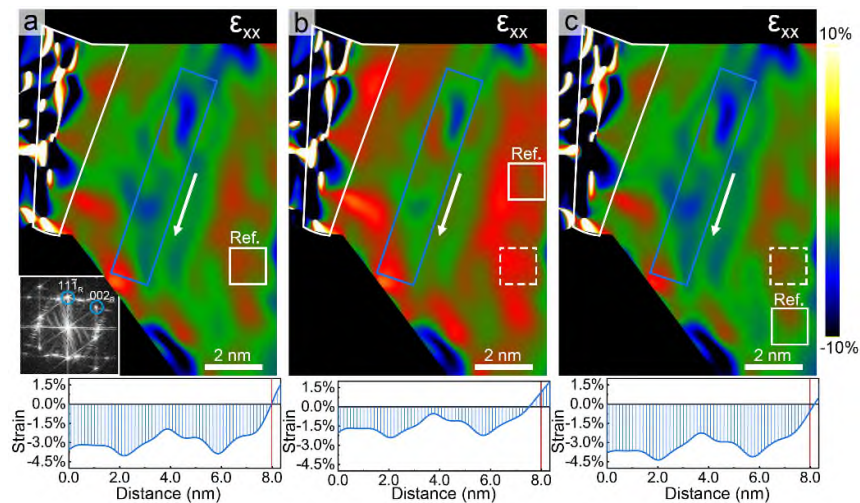 a
εxx
b
εxx
c
εxx
10%
-10%
Ref.
Ref.
Ref.
111̄R
002R
2 nm
2 nm
2 nm
Strain
1.5%
0.0%
-1.5%
-3.0%
-4.5%
0.0 2.0 4.0 6.0 8.0
Distance (nm)
Strain
1.5%
0.0%
-1.5%
-3.0%
-4.5%
0.0 2.0 4.0 6.0 8.0
Distance (nm)
Strain
1.5%
0.0%
-1.5%
-3.0%
-4.5%
0.0 2.0 4.0 6.0 8.0
Distance (nm)